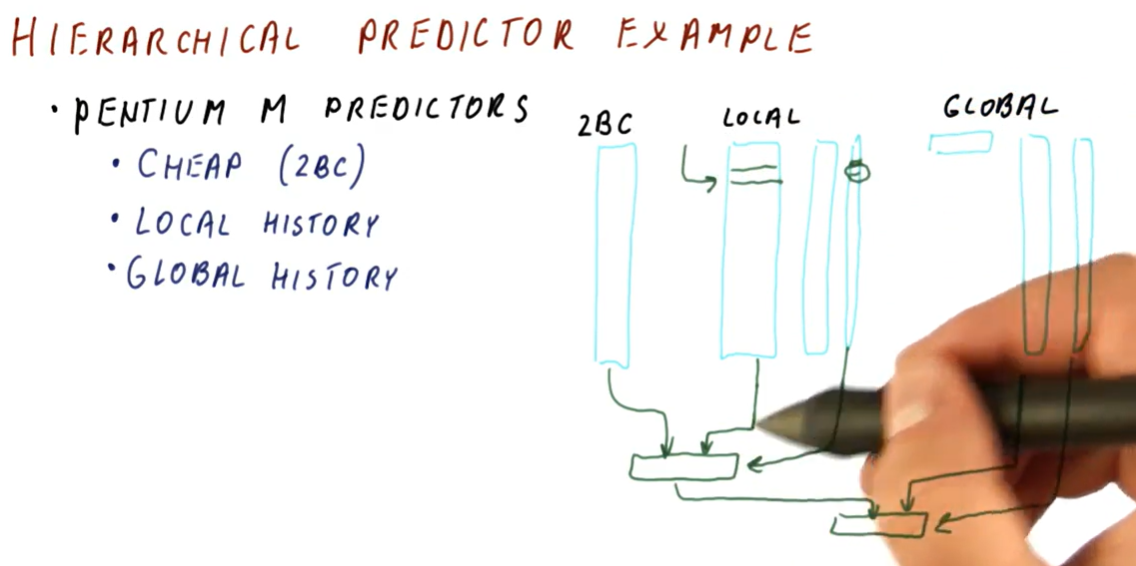 HIERARCHICAL PREDICTOR EXAMPLE
• PENTIUM M PREDICTORS
• CHEAP (2BC)
• LOCAL HISTORY
• GLOBAL HISTORY
2BC LOCAL GLOBAL